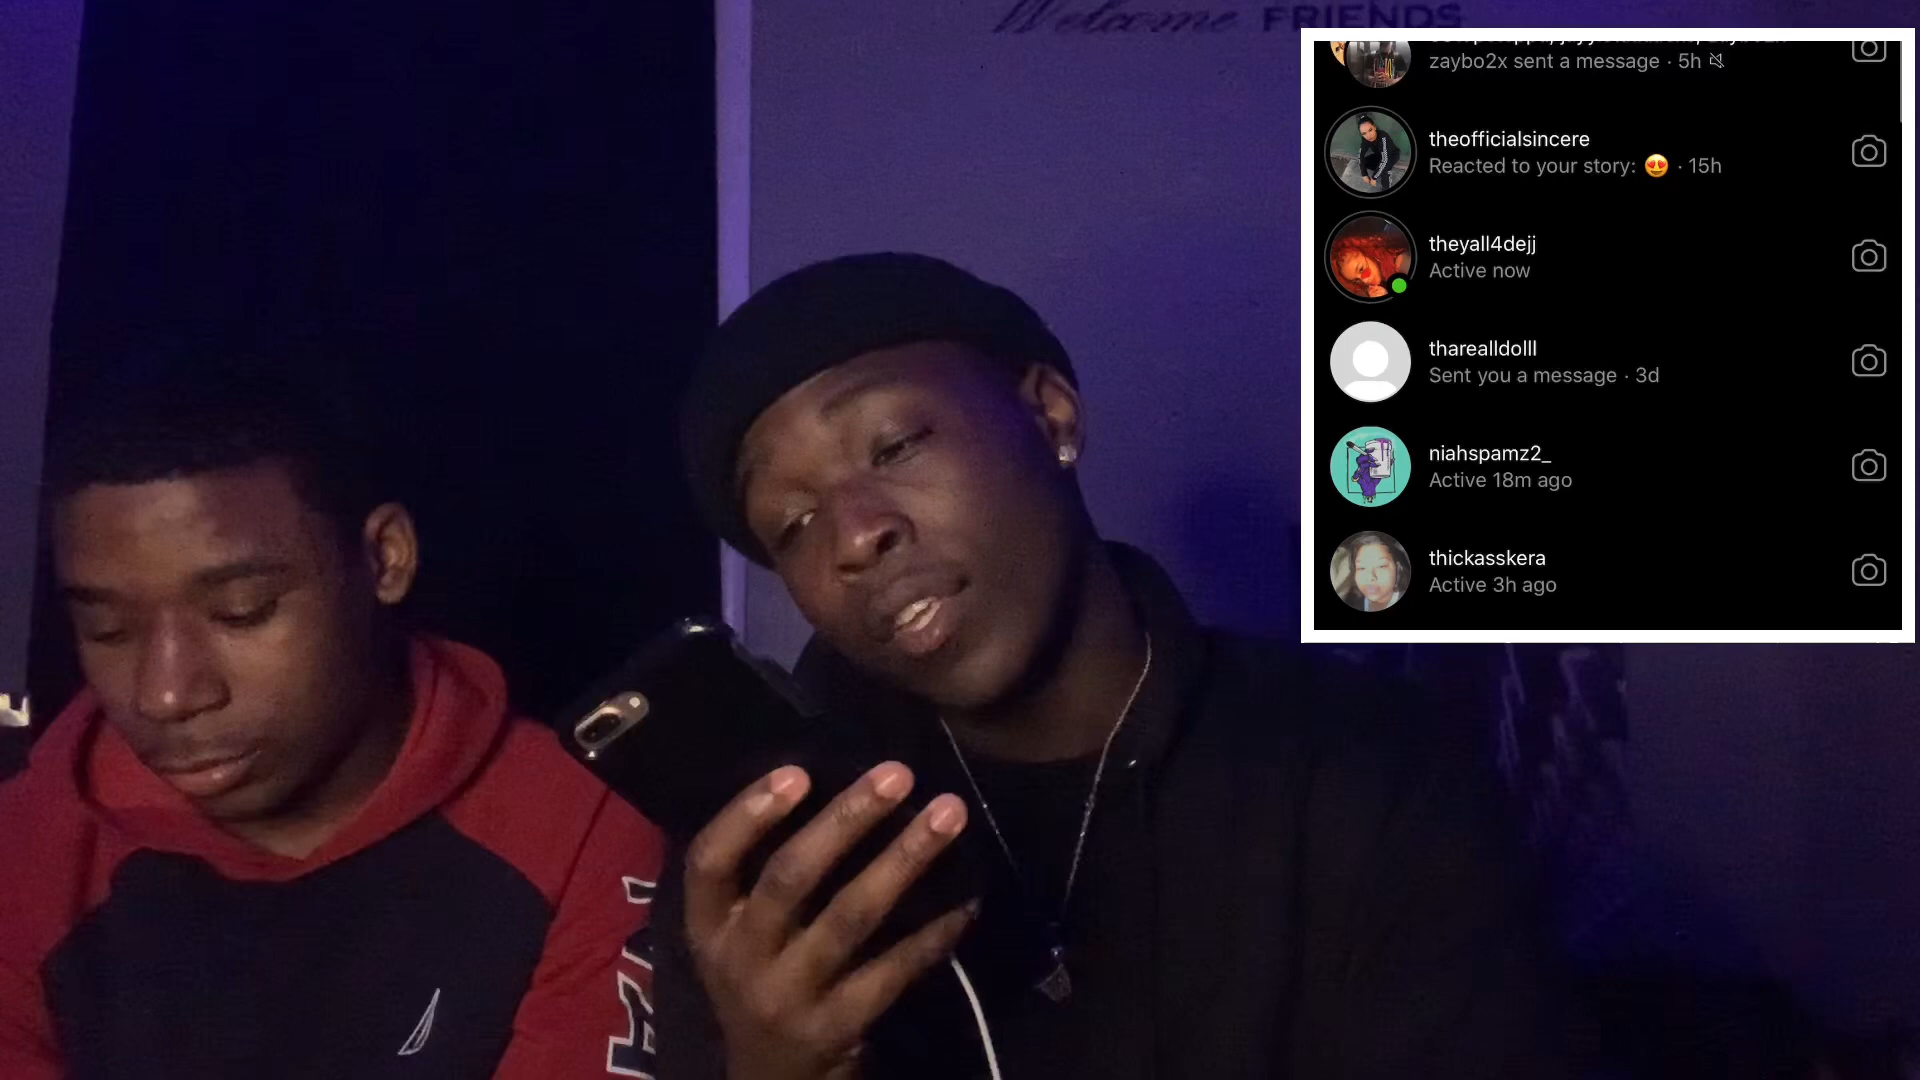 Welcome FRIENDS
zaybo2x sent a message · 5h
theofficialsincere
Reacted to your story: 😍 · 15h
theyall4dejj
Active now
tharealldolll
Sent you a message · 3d
niahspamz2_
Active 18m ago
thickasskera
Active 3h ago